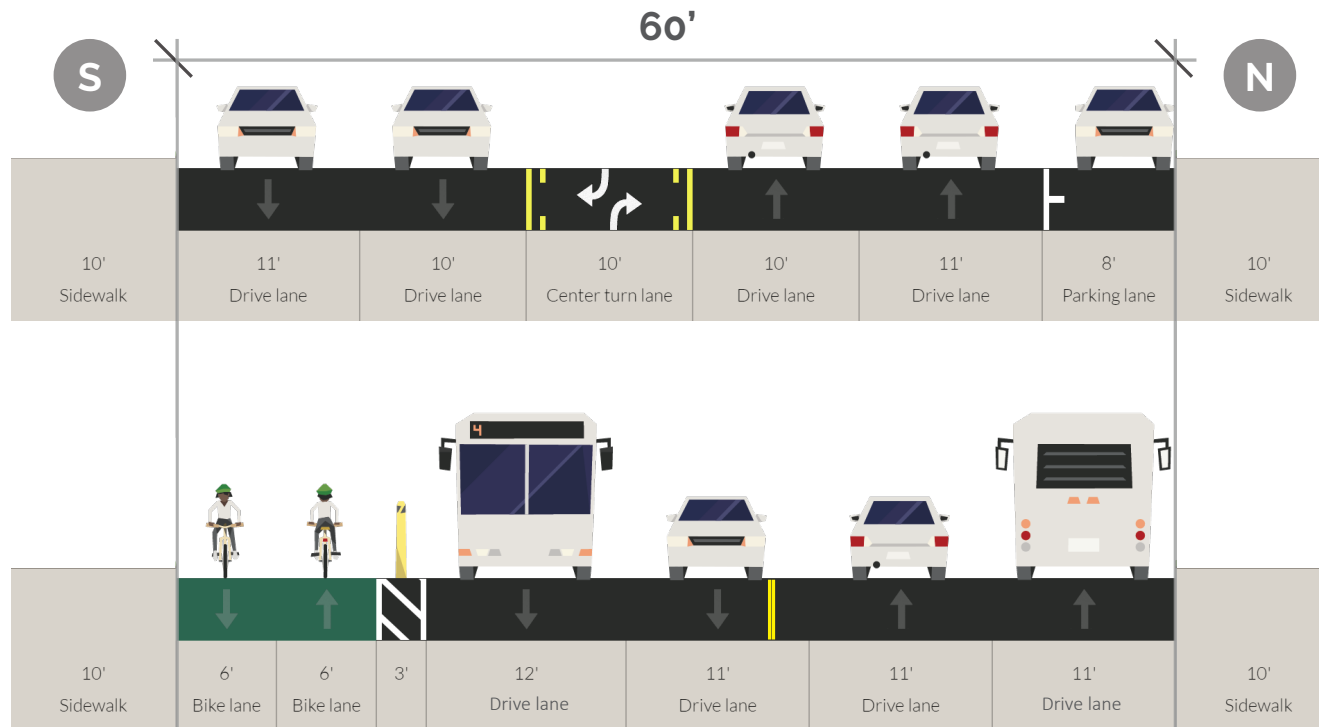 60’
S
N
10' 11' 10' 10' 10' 11' 8' 10'
Sidewalk Drive lane Drive lane Center turn lane Drive lane Drive lane Parking lane Sidewalk
4
10' 6' 6' 3' 12' 11' 11' 11' 10'
Sidewalk Bike lane Bike lane Drive lane Drive lane Drive lane Drive lane Sidewalk